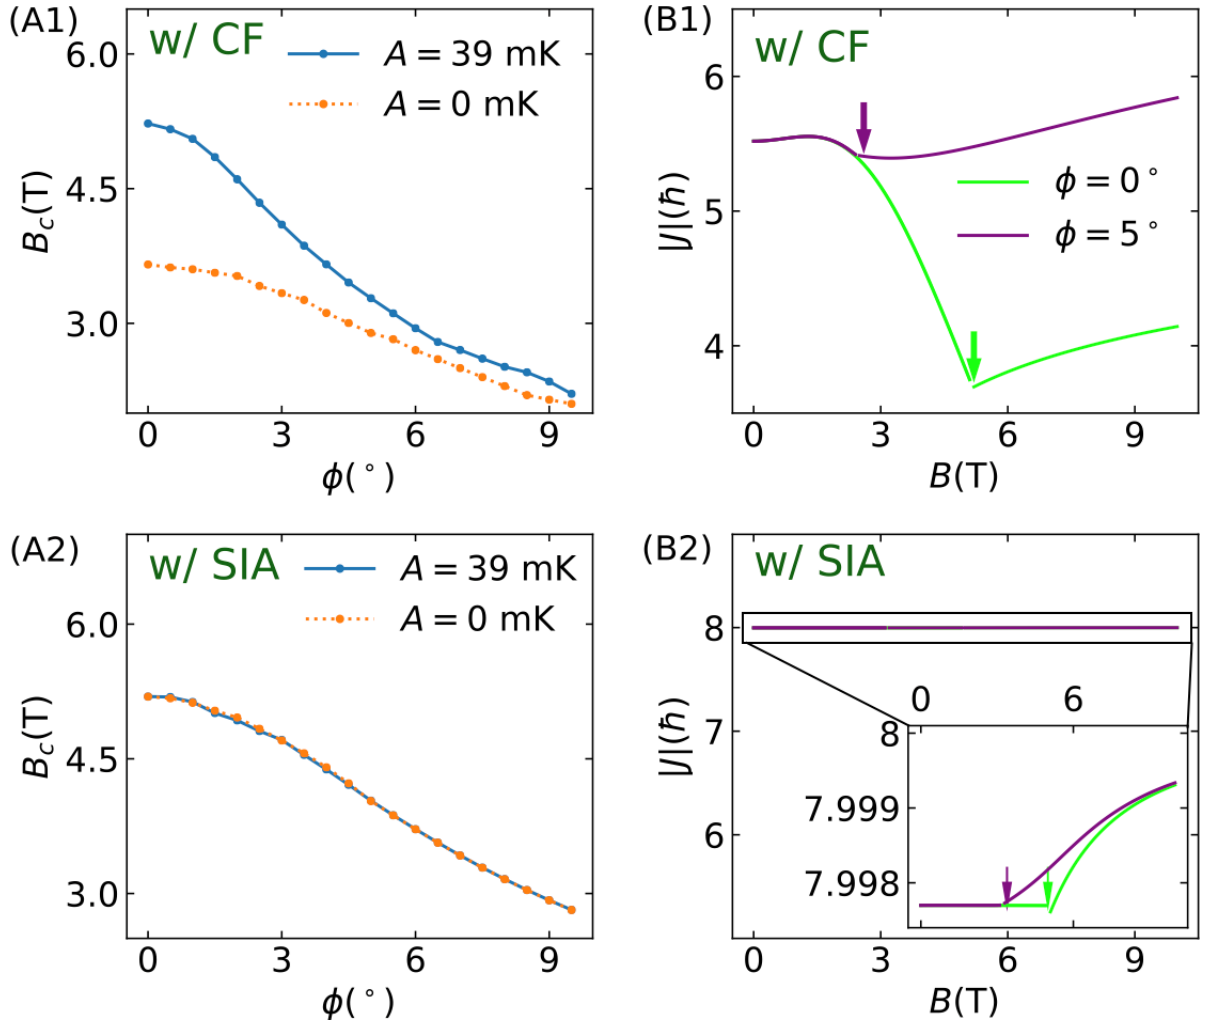 (A1)
w/ CF
A = 39 mK
A = 0 mK
6.0
4.5
3.0
B_c(T)
0 3 6 9
ϕ(°)
(B1)
w/ CF
6
5
4
|J|(ħ)
ϕ = 0°
ϕ = 5°
0 3 6 9
B(T)
(A2)
w/ SIA
A = 39 mK
A = 0 mK
6.0
4.5
3.0
B_c(T)
0 3 6 9
ϕ(°)
(B2)
w/ SIA
8
7
6
|J|(ħ)
0 6
8
7.999
7.998
0 3 6 9
B(T)